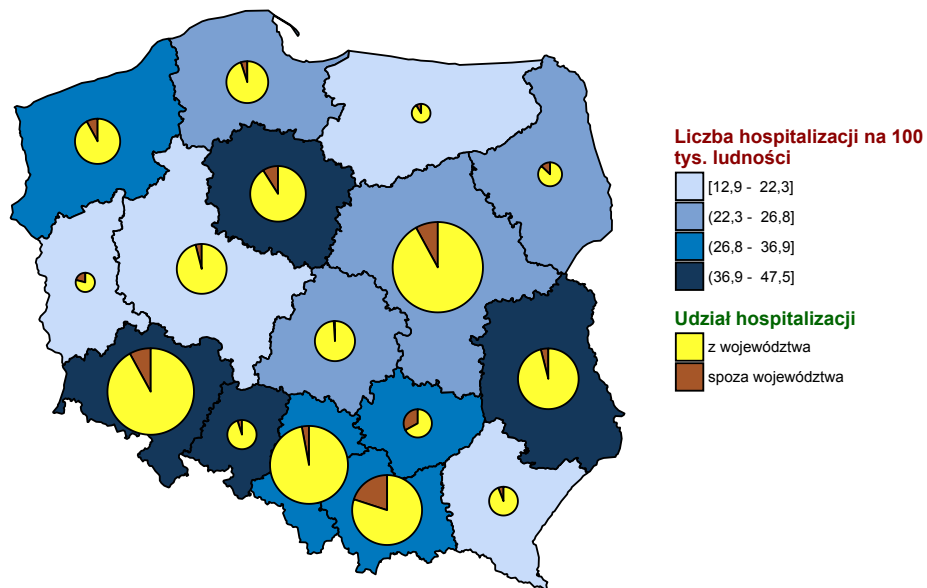 Liczba hospitalizacji na 100
tys. ludności
[12,9 - 22,3]
(22,3 - 26,8]
(26,8 - 36,9]
(36,9 - 47,5]
Udział hospitalizacji
z województwa
spoza województwa